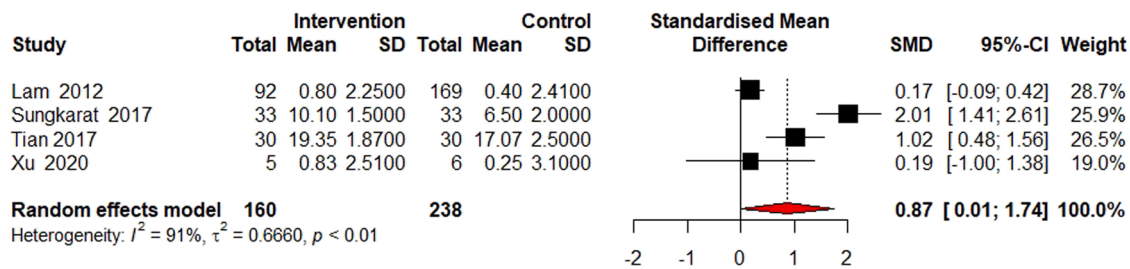 Intervention Control Standardised Mean
Study Total Mean SD Total Mean SD Difference SMD 95%-CI Weight
Lam 2012 92 0.80 2.2500 169 0.40 2.4100 0.17 [-0.09; 0.42] 28.7%
Sungkarat 2017 33 10.10 1.5000 33 6.50 2.0000 2.01 [ 1.41; 2.61] 25.9%
Tian 2017 30 19.35 1.8700 30 17.07 2.5000 1.02 [ 0.48; 1.56] 26.5%
Xu 2020 5 0.83 2.5100 6 0.25 3.1000 0.19 [-1.00; 1.38] 19.0%
Random effects model 160 238 0.87 [ 0.01; 1.74] 100.0%
Heterogeneity: I² = 91%, τ² = 0.6660, p < 0.01
-2 -1 0 1 2